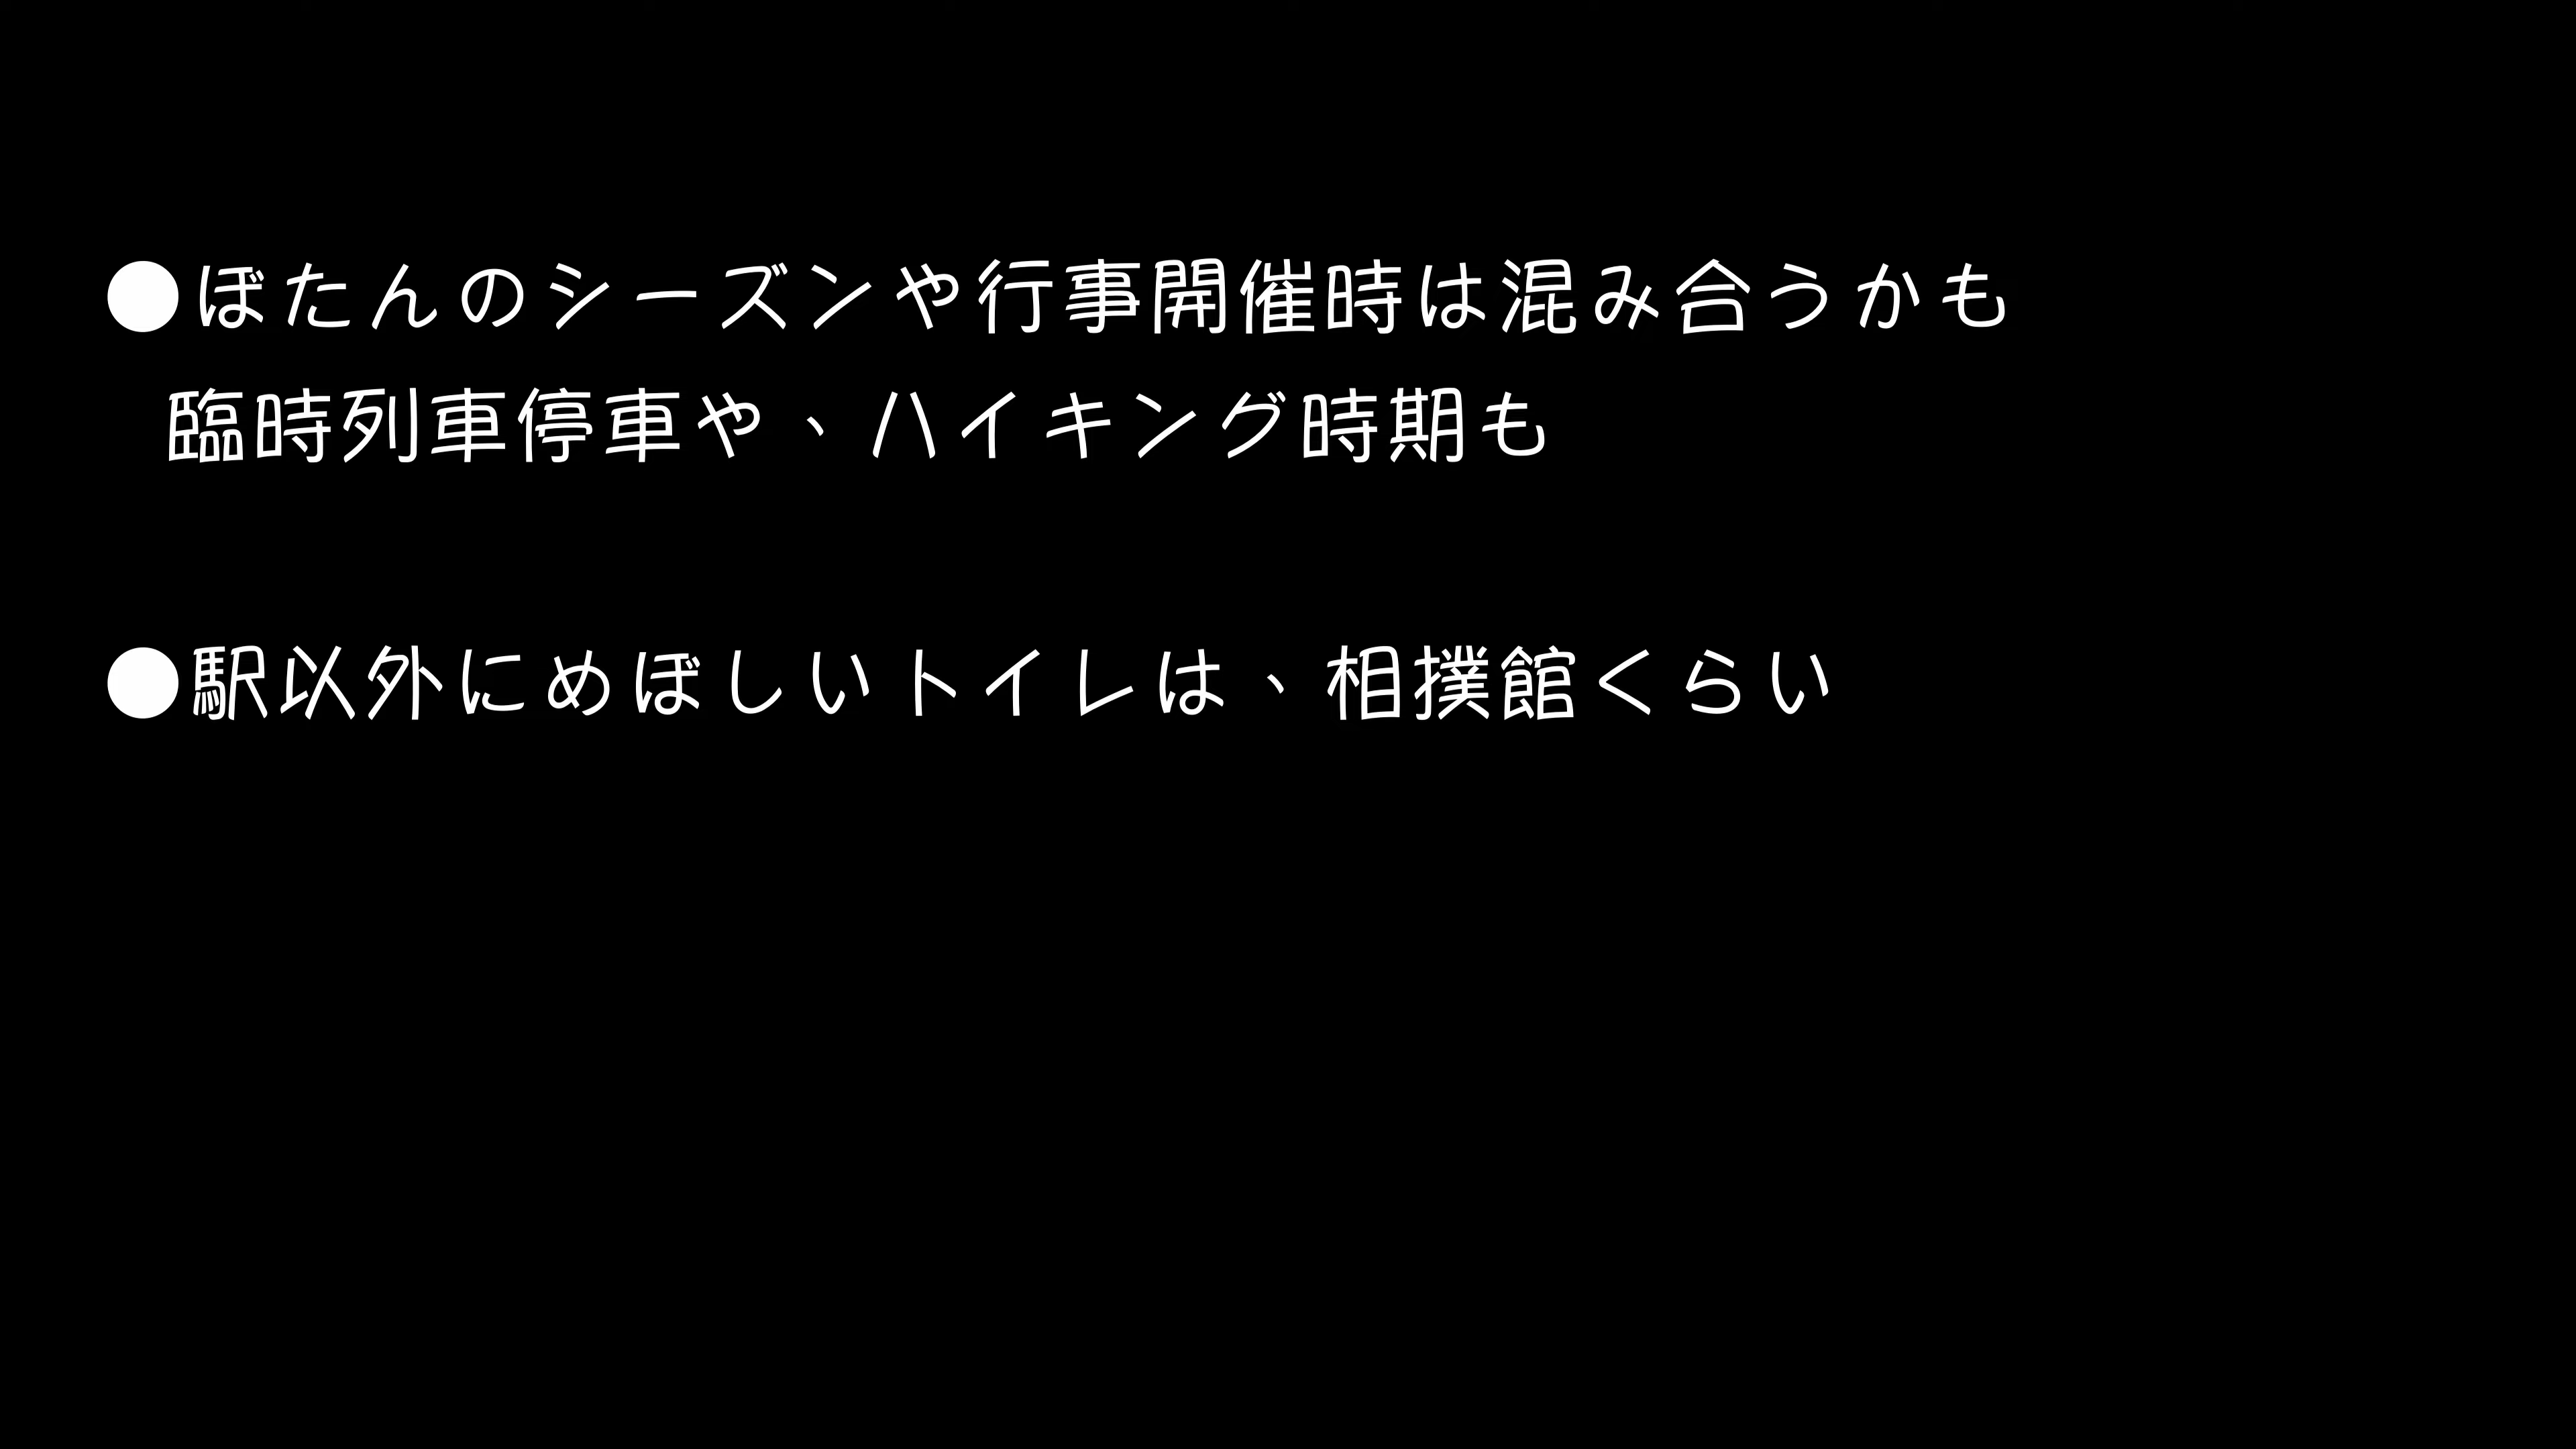 ●ぼたんのシーズンや行事開催時は混み合うかも
臨時列車停車や、ハイキング時期も
●駅以外にめぼしいトイレは、相撲館くらい